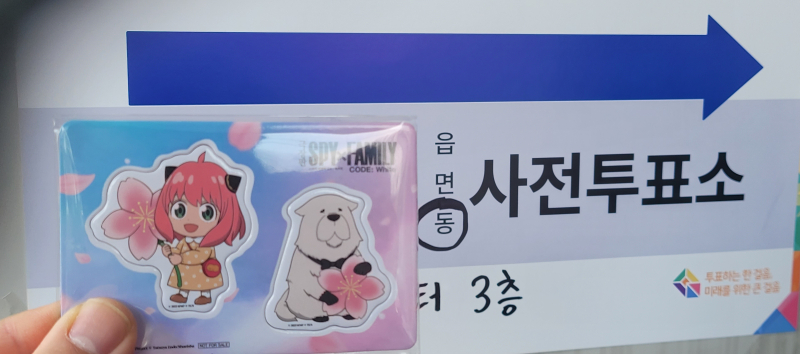 SPY×FAMILY
CODE: White
NOT FOR SALE
읍
면
동
사전투표소
터 3층
투표하는 한 걸음,
미래를 위한 큰 걸음